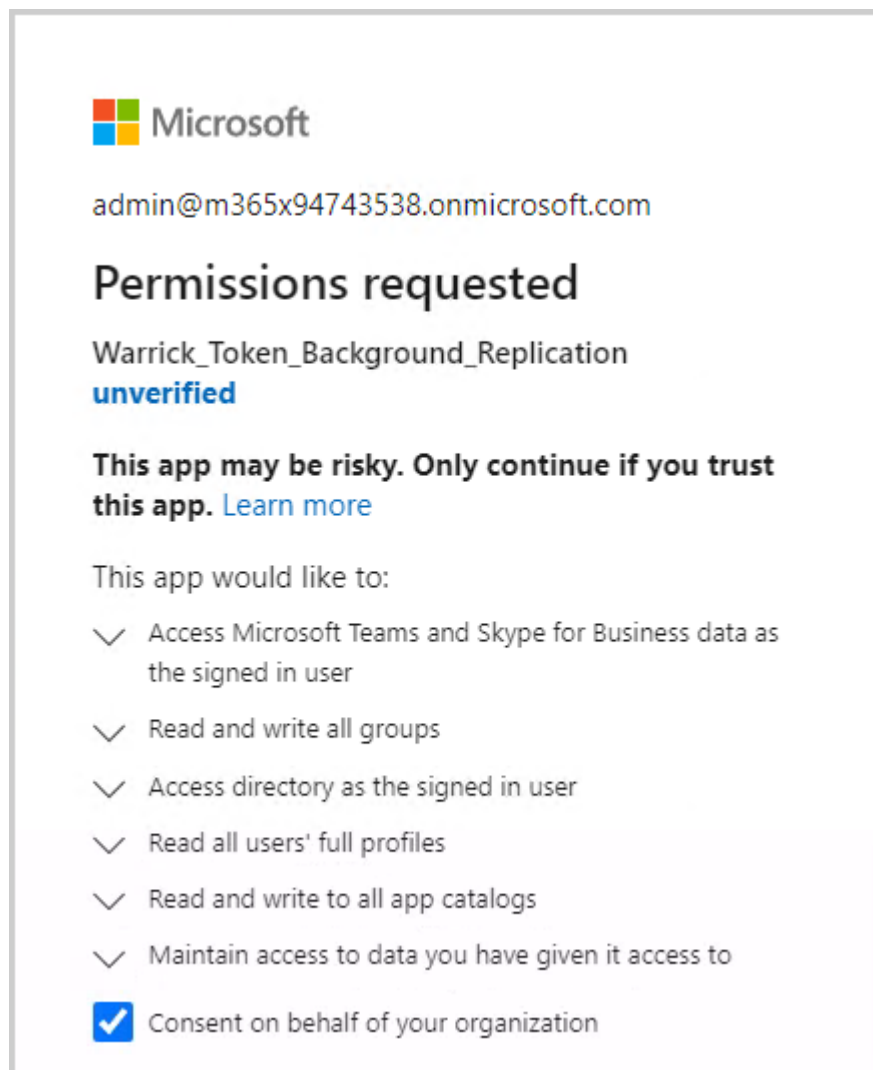 Microsoft
admin@m365x94743538.onmicrosoft.com
Permissions requested
Warrick_Token_Background_Replication
unverified
This app may be risky. Only continue if you trust
this app. Learn more
This app would like to:
Access Microsoft Teams and Skype for Business data as
the signed in user
Read and write all groups
Access directory as the signed in user
Read all users' full profiles
Read and write to all app catalogs
Maintain access to data you have given it access to
Consent on behalf of your organization